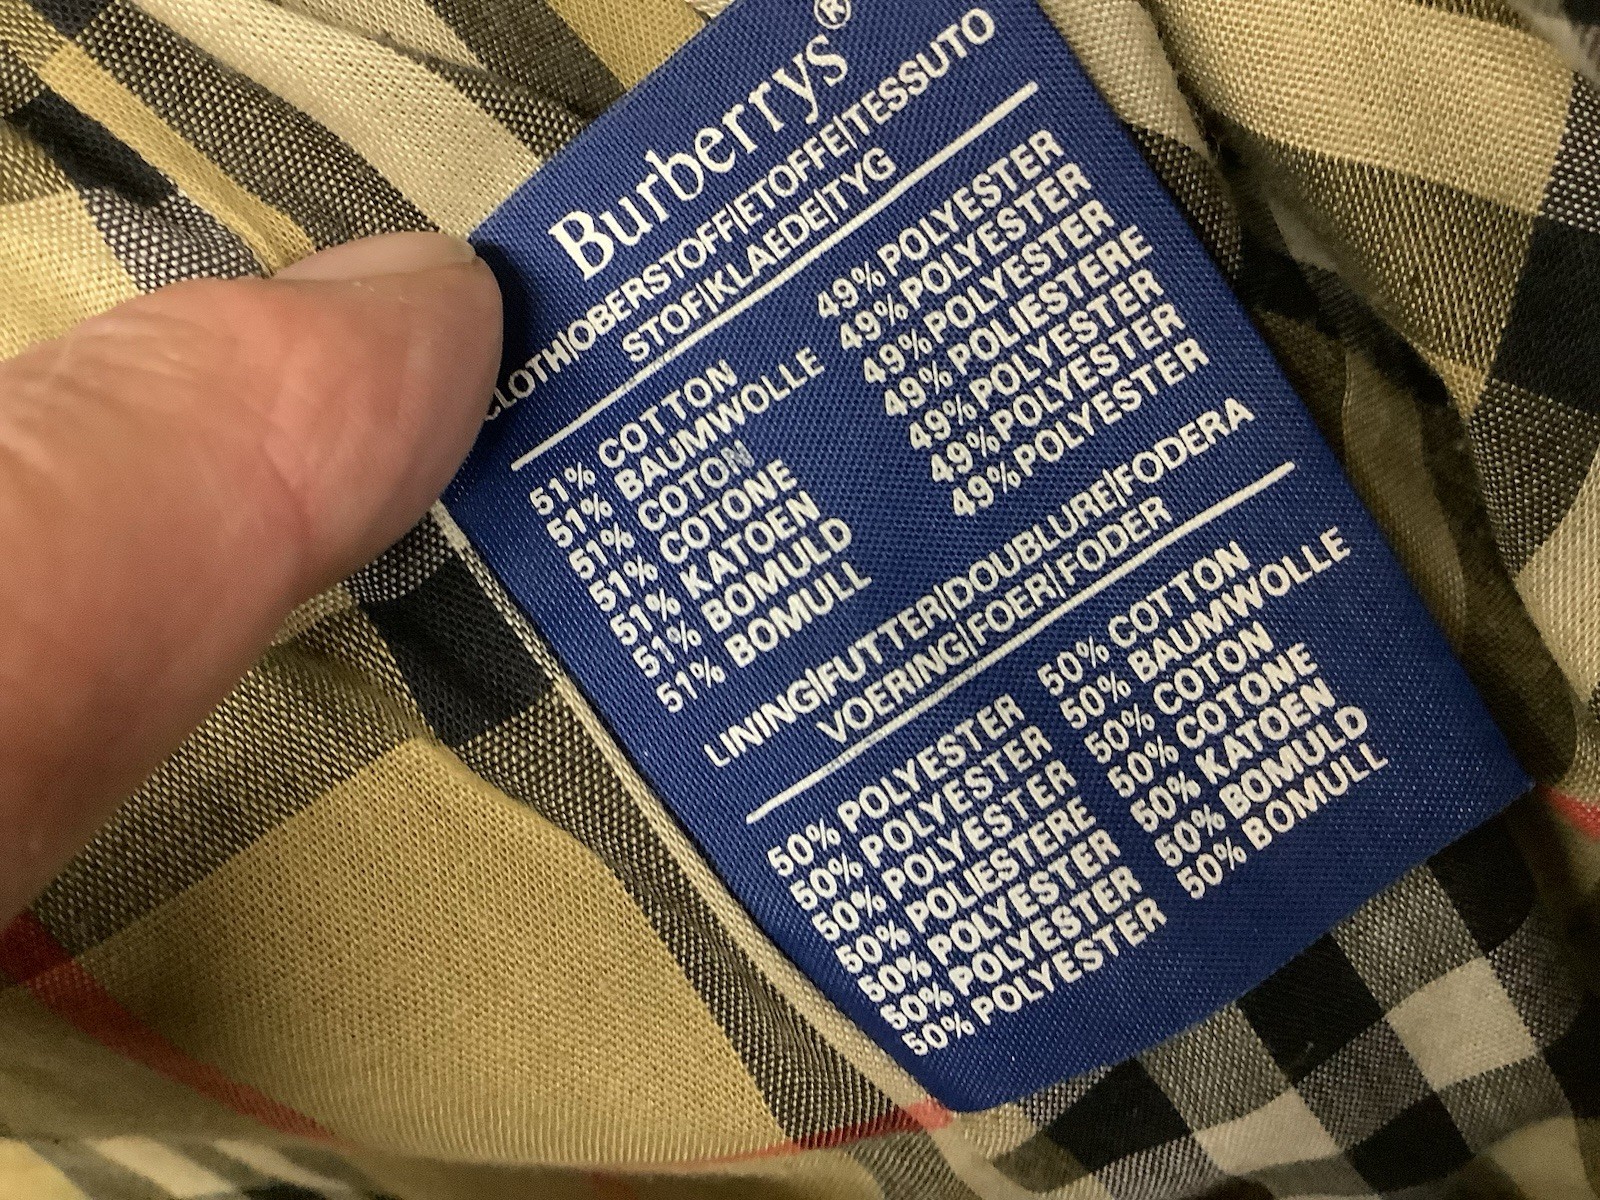 Burberrys®
CLOTH|OBERSTOFF|ETOFFE|TESSUTO
STOF|KLAEDE|TYG
51% COTTON 49% POLYESTER
51% BAUMWOLLE 49% POLYESTER
51% COTON 49% POLYESTER
51% COTONE 49% POLIESTERE
51% KATOEN 49% POLYESTER
51% BOMULD 49% POLYESTER
51% BOMULL 49% POLYESTER
LINING|FUTTER|DOUBLURE|FODERA
VOERING|FOER|FODER
50% POLYESTER 50% COTTON
50% POLYESTER 50% BAUMWOLLE
50% POLYESTER 50% COTON
50% POLIESTERE 50% COTONE
50% POLYESTER 50% KATOEN
50% POLYESTER 50% BOMULD
50% POLYESTER 50% BOMULL